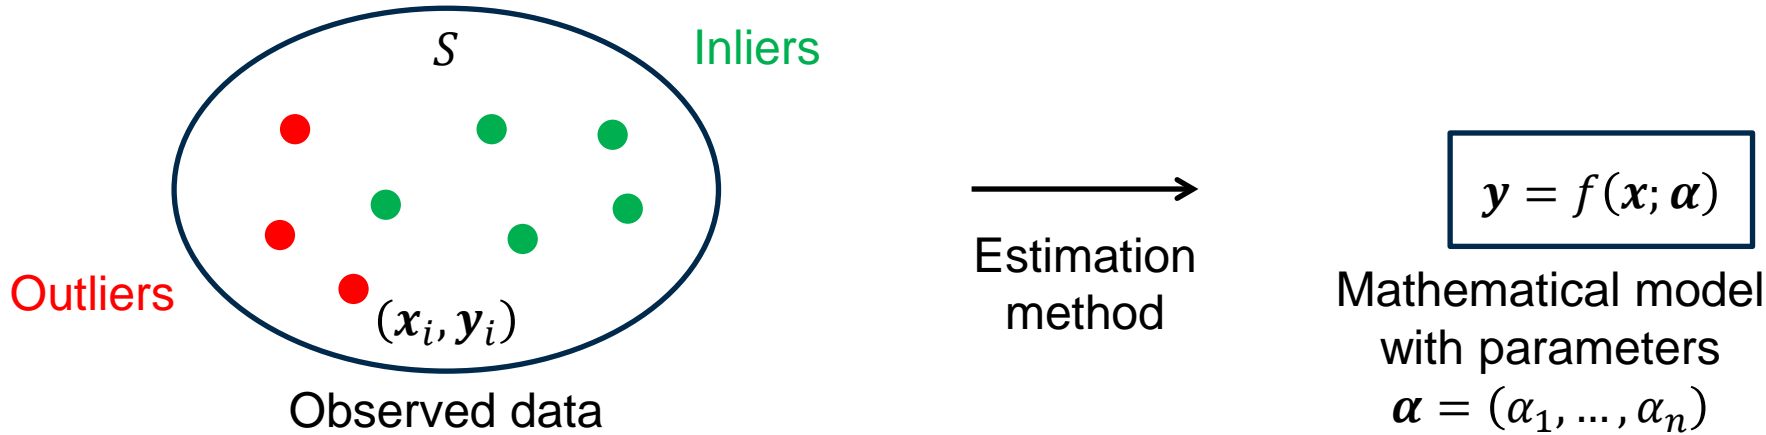 S
Inliers
Outliers
(𝒙ᵢ, 𝒚ᵢ)
Observed data
Estimation
method
𝒚 = f(𝒙; 𝜶)
Mathematical model
with parameters
𝜶 = (α₁, … , αₙ)